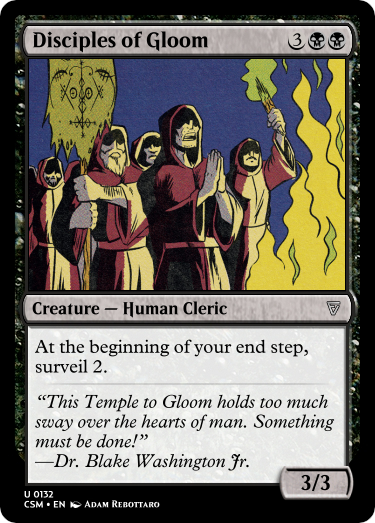 Disciples of Gloom 3
Creature — Human Cleric
At the beginning of your end step,
surveil 2.
“This Temple to Gloom holds too much
sway over the hearts of man. Something
must be done!”
—Dr. Blake Washington Jr.
3/3
U 0132
CSM • EN Adam Rebottaro